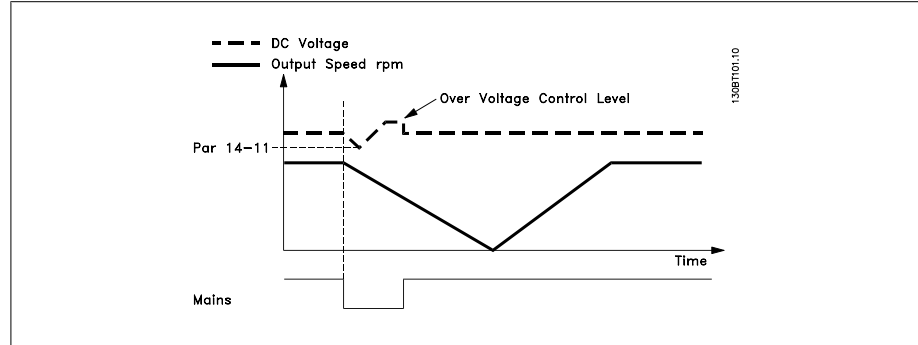 DC Voltage
Output Speed rpm
130BT101.10
Over Voltage Control Level
Par 14-11
Time
Mains